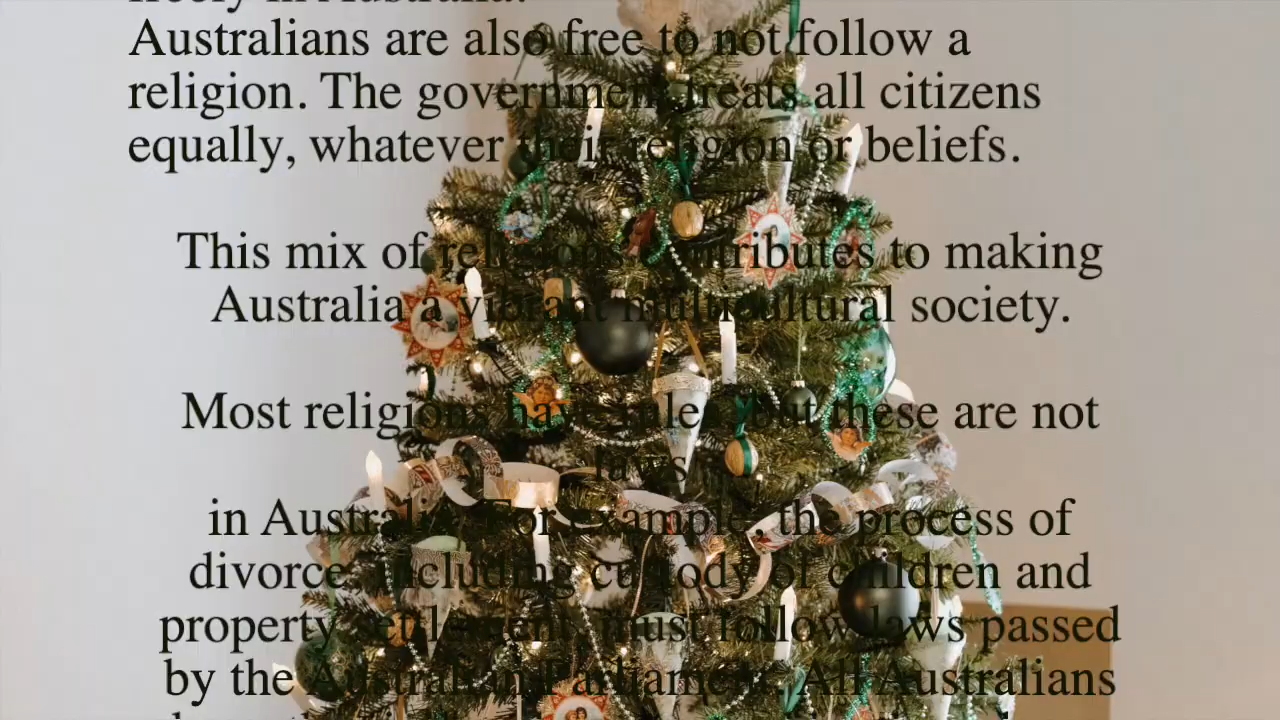 freely in Australia.
Australians are also free to not follow a
religion. The government treats all citizens
equally, whatever their religion or beliefs.
This mix of religions contributes to making
Australia a vibrant multicultural society.
Most religions have rules, but these are not
laws
in Australia. For example, the process of
divorce, including custody of children and
property settlement, must follow laws passed
by the Australian Parliament. All Australians